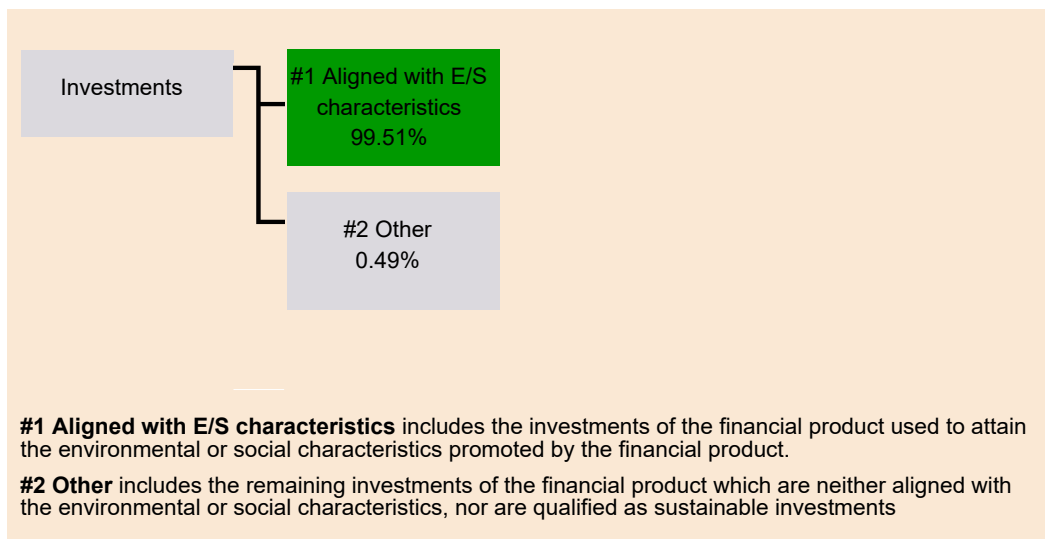 Investments
#1 Aligned with E/S
characteristics
99.51%
#2 Other
0.49%
#1 Aligned with E/S characteristics includes the investments of the financial product used to attain
the environmental or social characteristics promoted by the financial product.
#2 Other includes the remaining investments of the financial product which are neither aligned with
the environmental or social characteristics, nor are qualified as sustainable investments